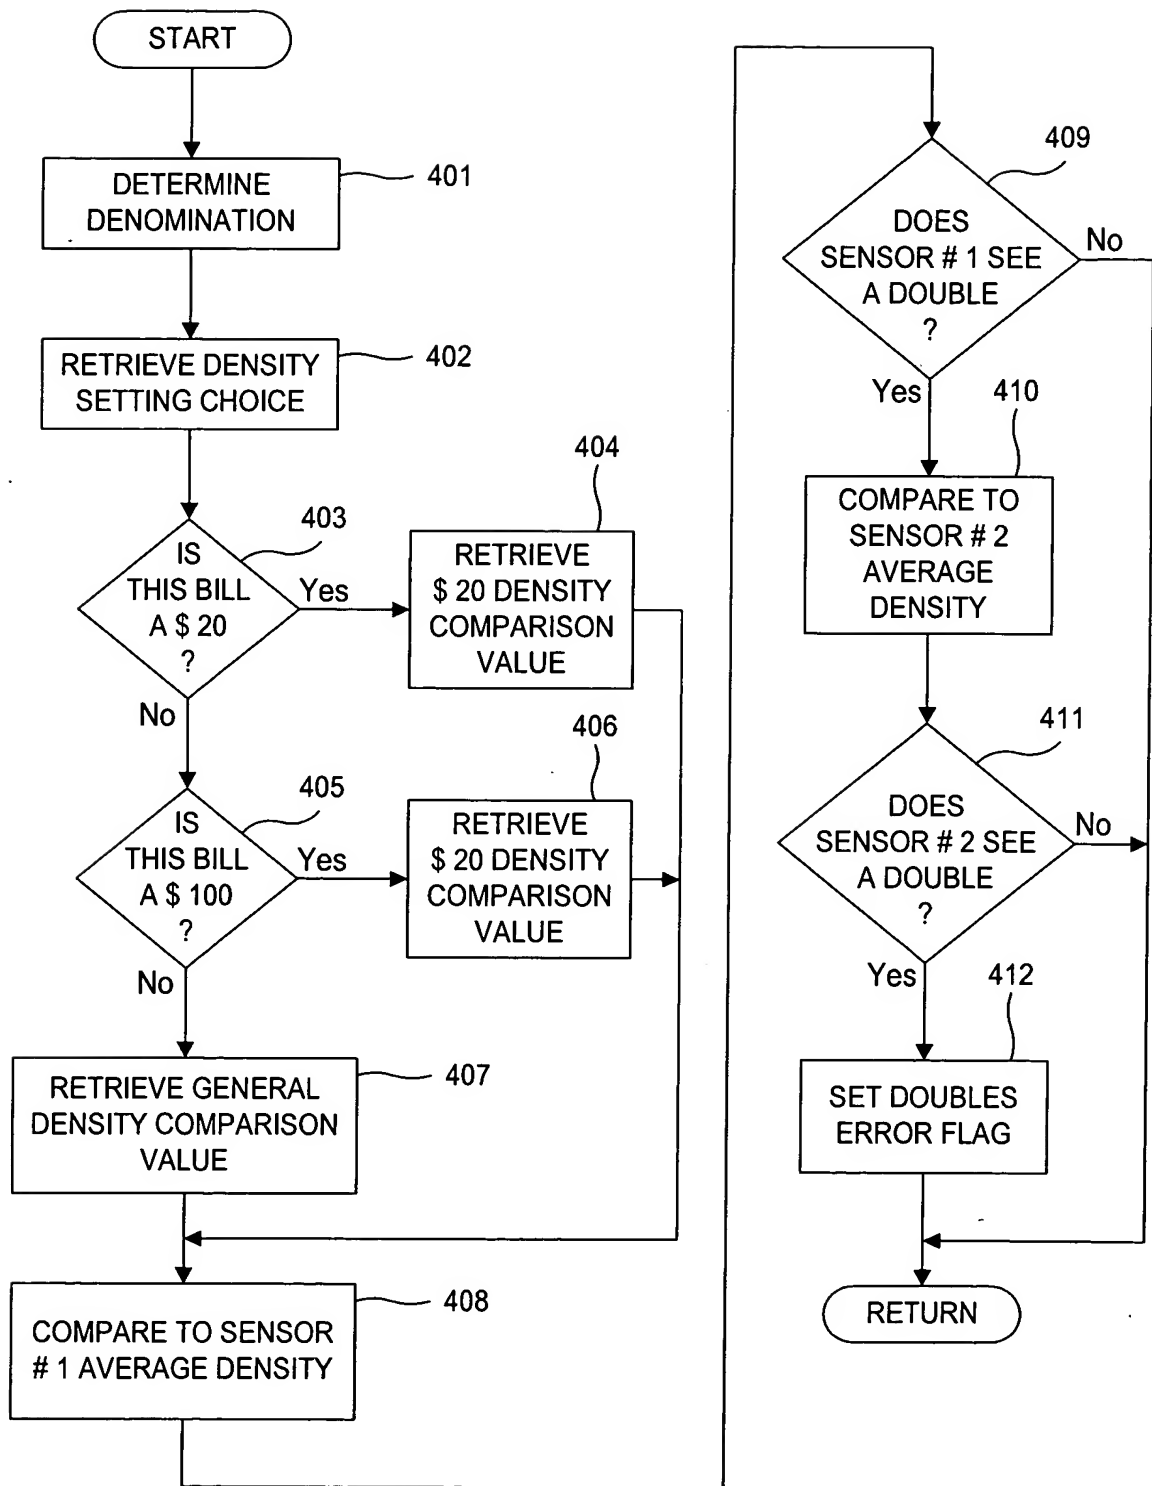 START
401
DETERMINE
DENOMINATION
402
RETRIEVE DENSITY
SETTING CHOICE
403
IS
THIS BILL
A $ 20
?
Yes
No
404
RETRIEVE
$ 20 DENSITY
COMPARISON
VALUE
405
IS
THIS BILL
A $ 100
?
Yes
No
406
RETRIEVE
$ 20 DENSITY
COMPARISON
VALUE
407
RETRIEVE GENERAL
DENSITY COMPARISON
VALUE
408
COMPARE TO SENSOR
# 1 AVERAGE DENSITY
409
DOES
SENSOR # 1 SEE
A DOUBLE
?
No
Yes
410
COMPARE TO
SENSOR # 2
AVERAGE
DENSITY
411
DOES
SENSOR # 2 SEE
A DOUBLE
?
No
Yes
412
SET DOUBLES
ERROR FLAG
RETURN